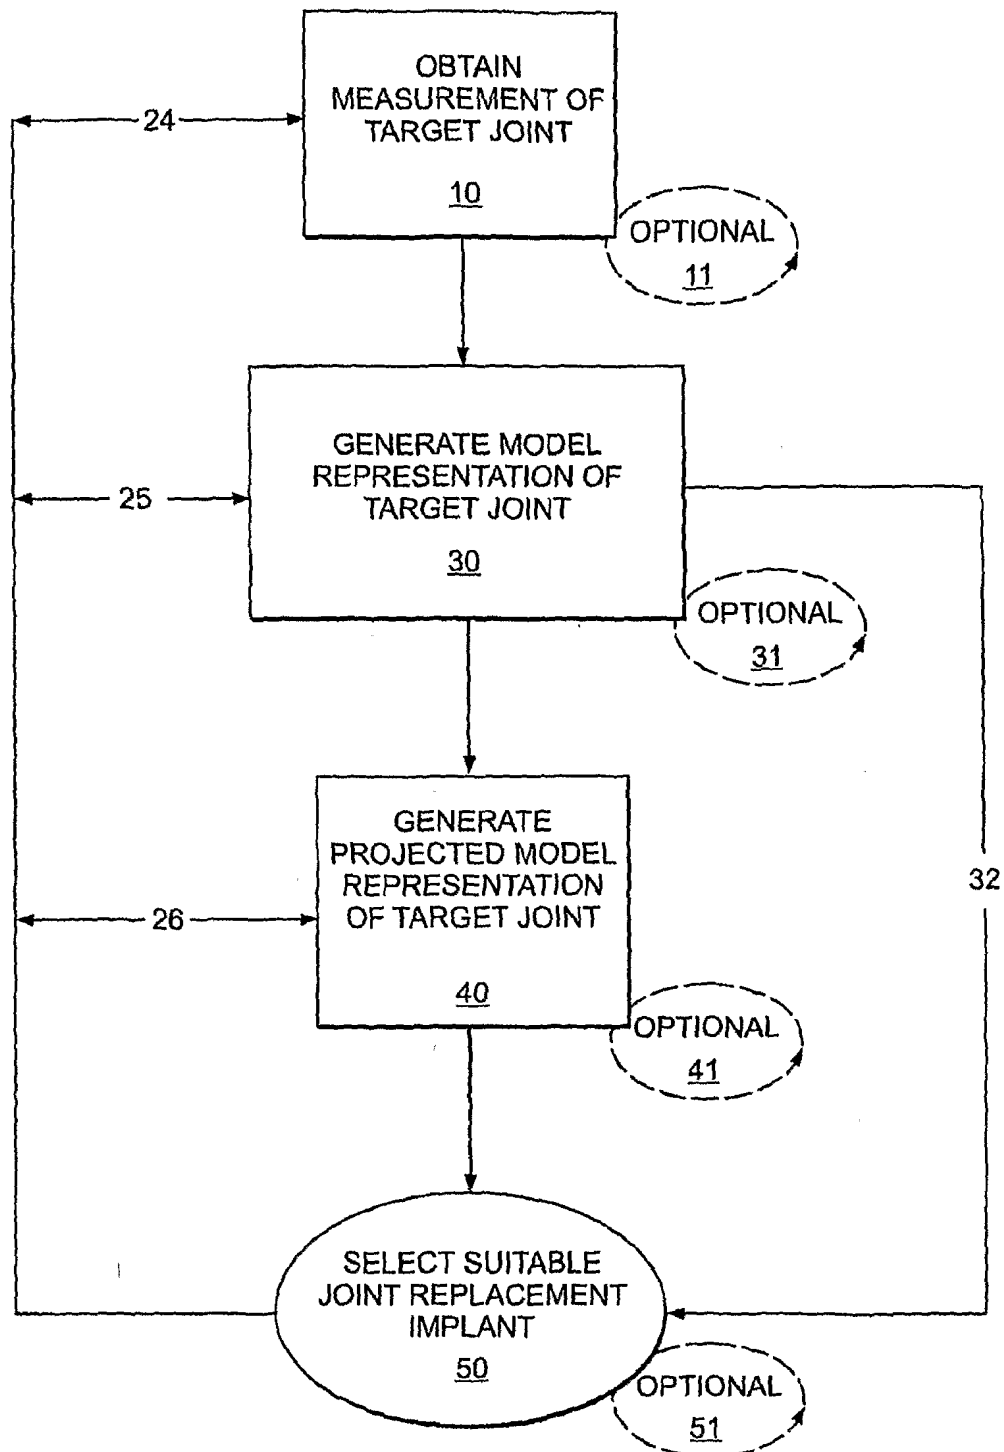 OBTAIN
MEASUREMENT OF
TARGET JOINT
10
24
OPTIONAL
11
GENERATE MODEL
REPRESENTATION OF
TARGET JOINT
30
25
OPTIONAL
31
GENERATE
PROJECTED MODEL
REPRESENTATION
OF TARGET JOINT
40
32
26
OPTIONAL
41
SELECT SUITABLE
JOINT REPLACEMENT
IMPLANT
50
OPTIONAL
51